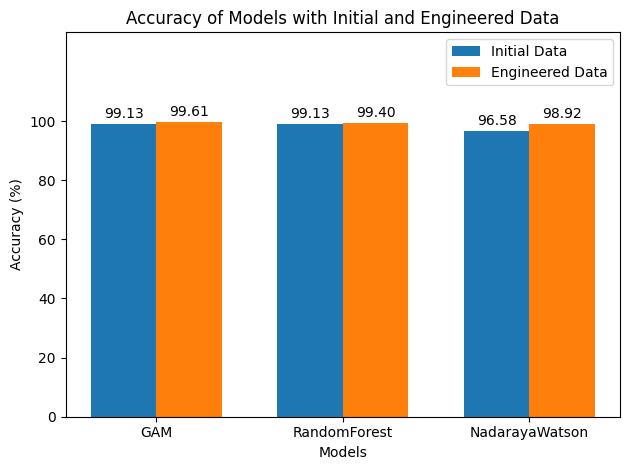 Accuracy of Models with Initial and Engineered Data
Initial Data
Engineered Data
99.13
99.61
99.13
99.40
96.58
98.92
100
80
60
40
20
0
Accuracy (%)
GAM
RandomForest
NadarayaWatson
Models